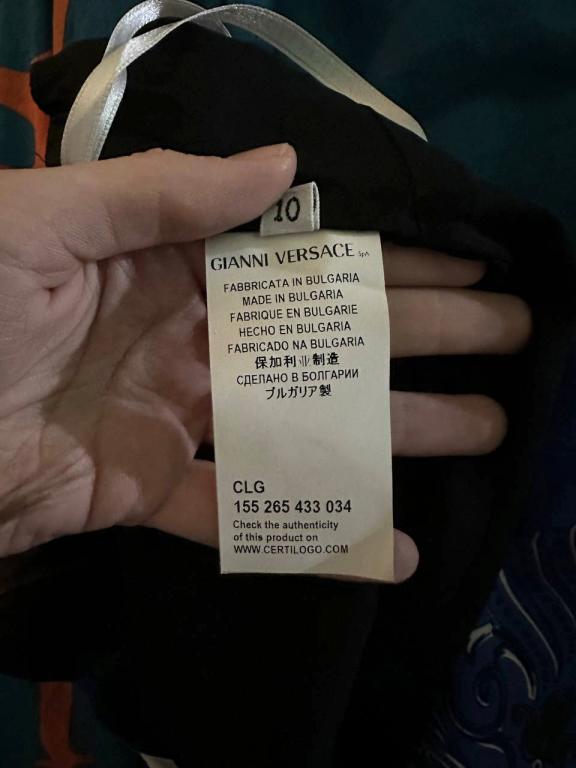 10
GIANNI VERSACE SpA
FABBRICATA IN BULGARIA
MADE IN BULGARIA
FABRIQUE EN BULGARIE
HECHO EN BULGARIA
FABRICADO NA BULGARIA
保加利业制造
СДЕЛАНО В БОЛГАРИИ
ブルガリア製
CLG
155 265 433 034
Check the authenticity
of this product on
WWW.CERTILOGO.COM